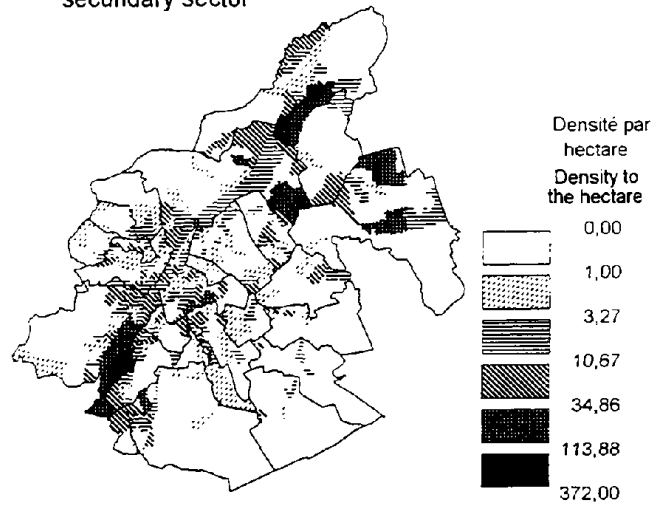 secundary sector
Densité par
hectare
Density to
the hectare
0,00
1,00
3,27
10,67
34,86
113,88
372,00